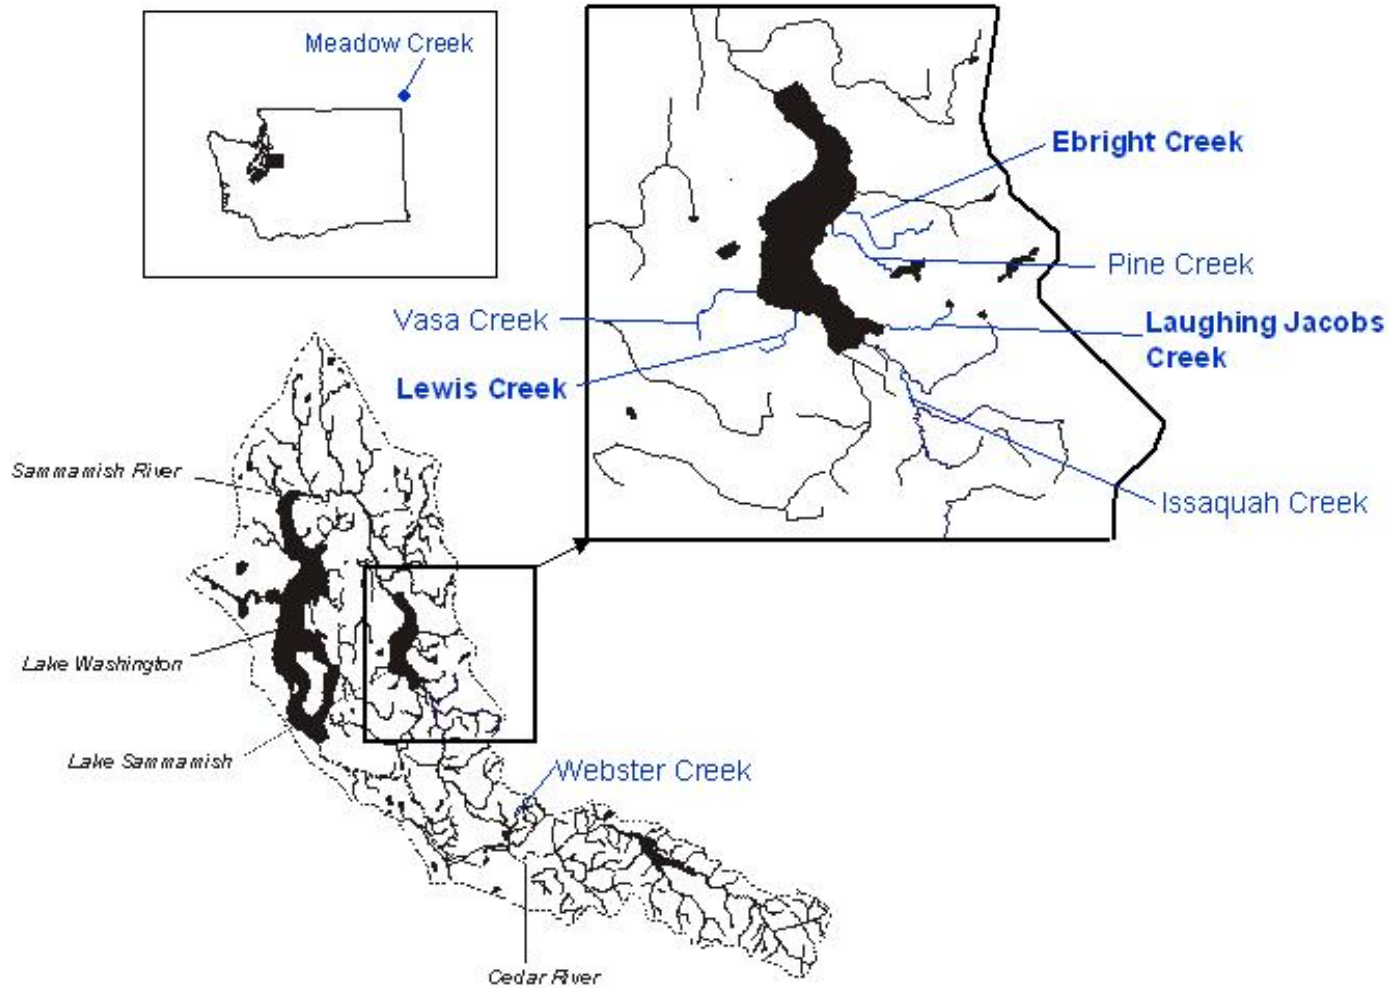 Meadow Creek
Ebright Creek
Pine Creek
Vasa Creek
Laughing Jacobs
Creek
Lewis Creek
Issaquah Creek
Sammamish River
Lake Washington
Lake Sammamish
Webster Creek
Cedar River